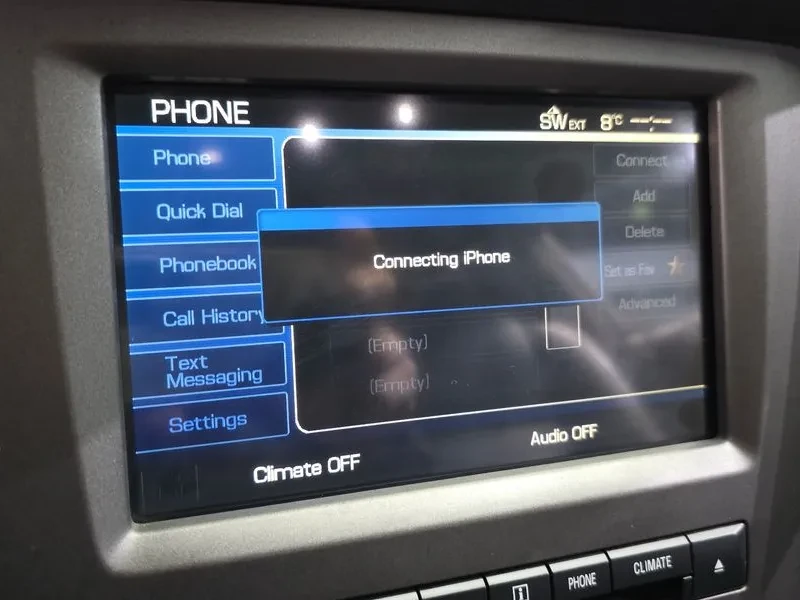 PHONE
SW EXT 8°C --:--
Phone
Quick Dial
Phonebook
Call History
Text
Messaging
Settings
Connect
Add
Delete
Set as Fav
Advanced
Connecting iPhone
(Empty)
(Empty)
Climate OFF
Audio OFF
i
PHONE
CLIMATE